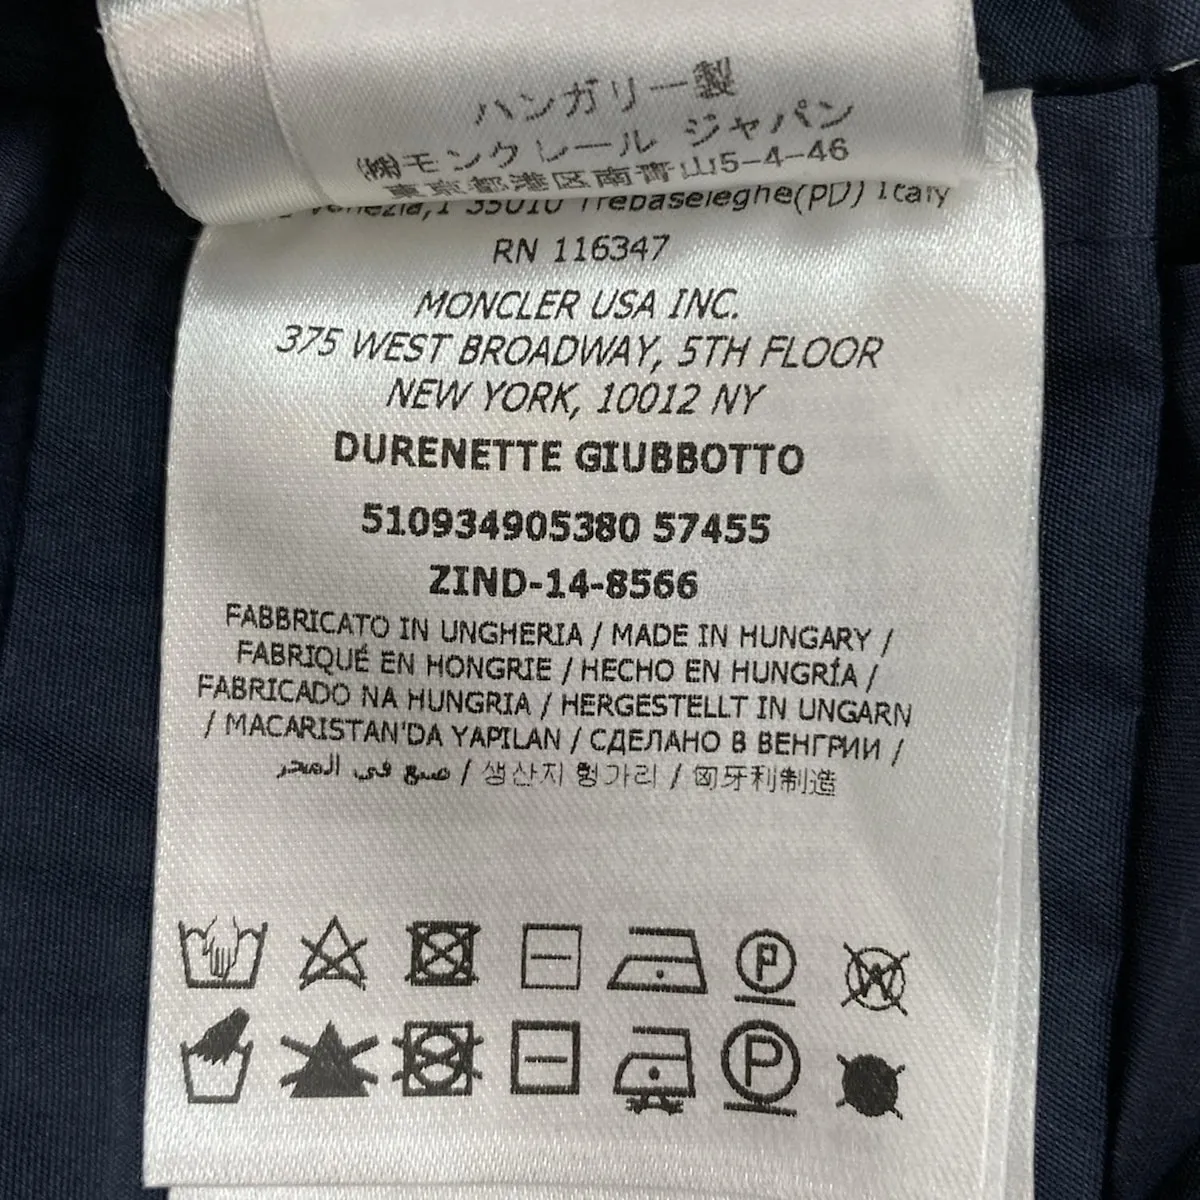 ハンガリー製
㈱モンクレール ジャパン
東京都港区南青山5-4-46
Venezia,1 35010 Trebaseleghe(PD) Italy
RN 116347
MONCLER USA INC.
375 WEST BROADWAY, 5TH FLOOR
NEW YORK, 10012 NY
DURENETTE GIUBBOTTO
510934905380 57455
ZIND-14-8566
FABBRICATO IN UNGHERIA / MADE IN HUNGARY /
FABRIQUÉ EN HONGRIE / HECHO EN HUNGRÍA /
FABRICADO NA HUNGRIA / HERGESTELLT IN UNGARN
/ MACARISTAN'DA YAPILAN / СДЕЛАНО В ВЕНГРИИ /
صنع في المجر / 생산지 헝가리 / 匈牙利制造
P W
P